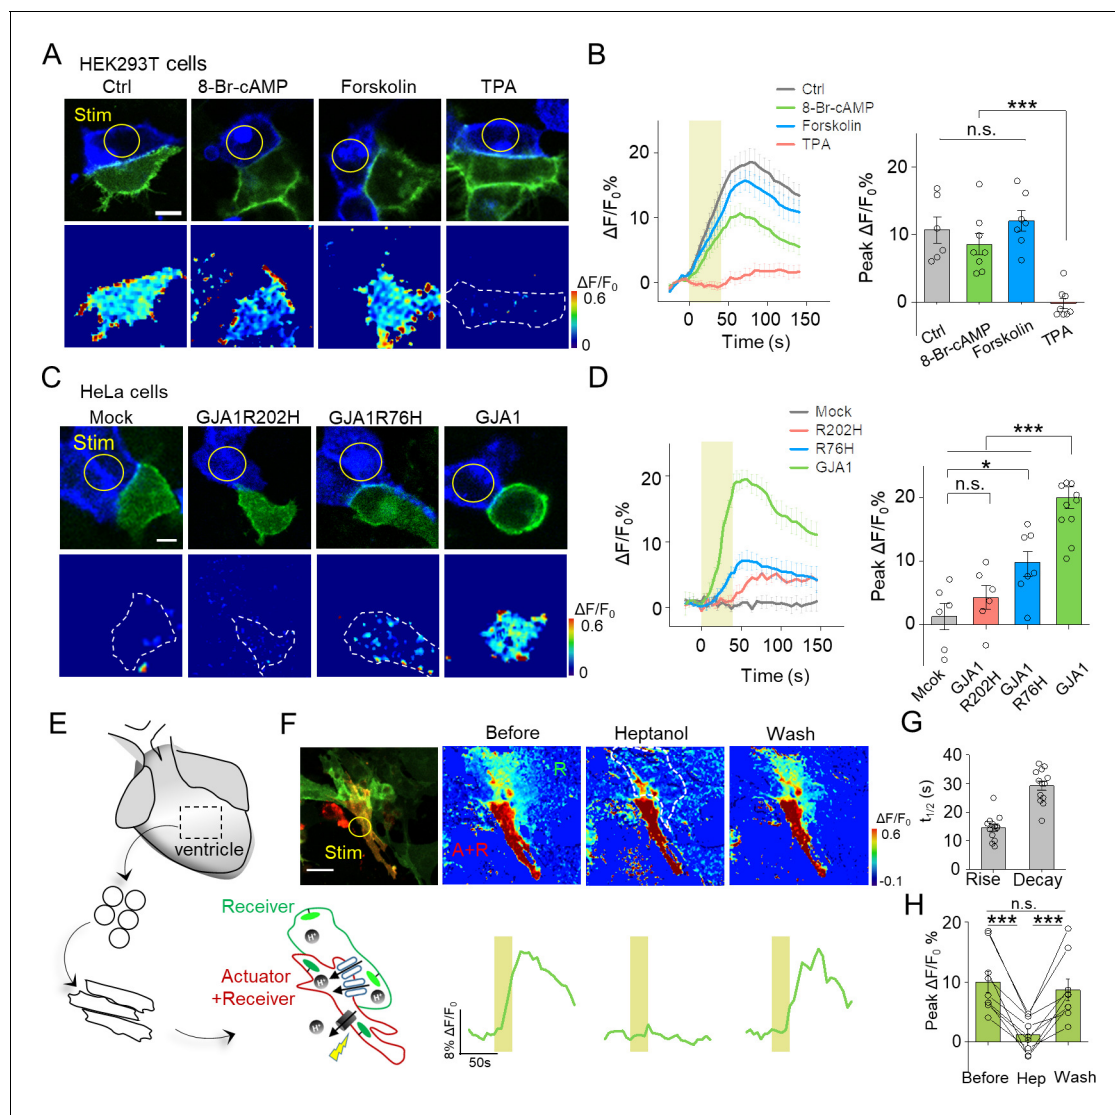 A
HEK293T cells
Ctrl
8-Br-cAMP
Forskolin
TPA
Stim
ΔF/F0
0.6
0
B
Ctrl
8-Br-cAMP
Forskolin
TPA
ΔF/F0%
20
10
0
0
50
100
150
Time (s)
n.s.
***
Peak ΔF/F0%
20
10
0
Ctrl
8-Br-cAMP
Forskolin
TPA
C
HeLa cells
Mock
GJA1R202H
GJA1R76H
GJA1
Stim
ΔF/F0
0.6
0
D
Mock
R202H
R76H
GJA1
ΔF/F0%
20
10
0
0
50
100
150
Time (s)
***
*
n.s.
Peak ΔF/F0%
20
10
0
Mcok
GJA1
R202H
GJA1
R76H
GJA1
E
ventricle
Receiver
Actuator
+Receiver
H+
H+
H+
H+
H+
F
Before
Heptanol
Wash
Stim
R
A+R
ΔF/F0
0.6
-0.1
8% ΔF/F0
50s
G
t1/2 (s)
40
30
20
10
0
Rise
Decay
H
n.s.
***
***
Peak ΔF/F0 %
20
10
0
Before
Hep
Wash